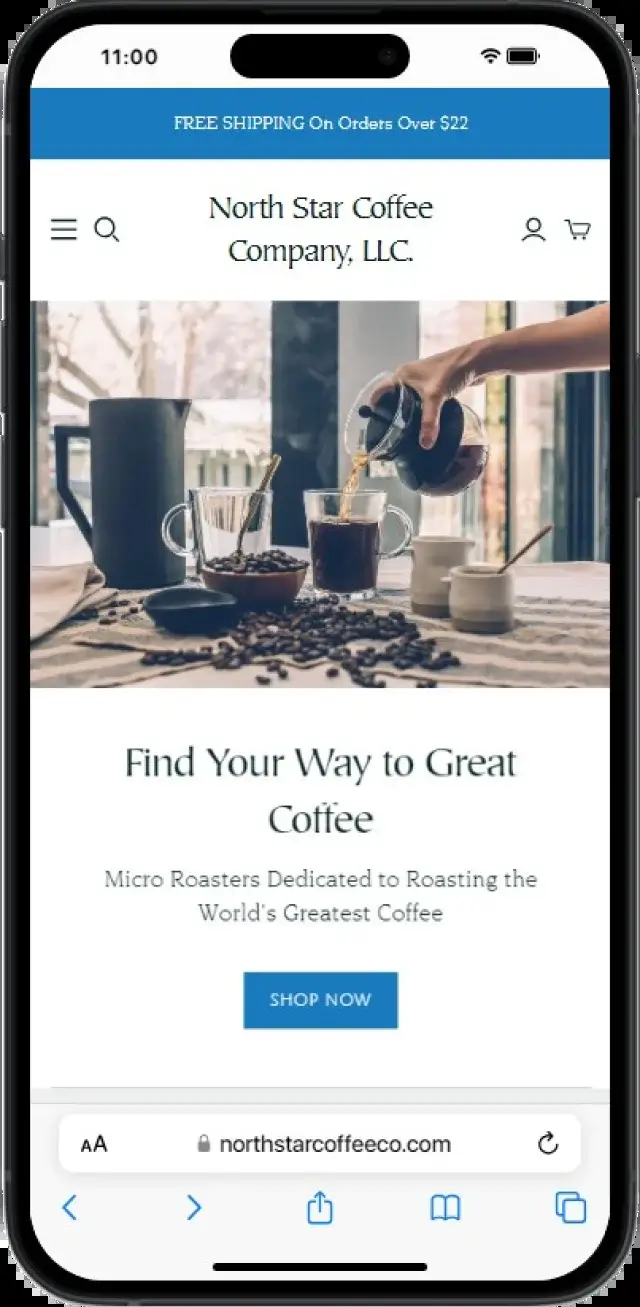 11:00
FREE SHIPPING On Orders Over $22
North Star Coffee
Company, LLC.
Find Your Way to Great
Coffee
Micro Roasters Dedicated to Roasting the
World's Greatest Coffee
SHOP NOW
AA
northstarcoffeeco.com